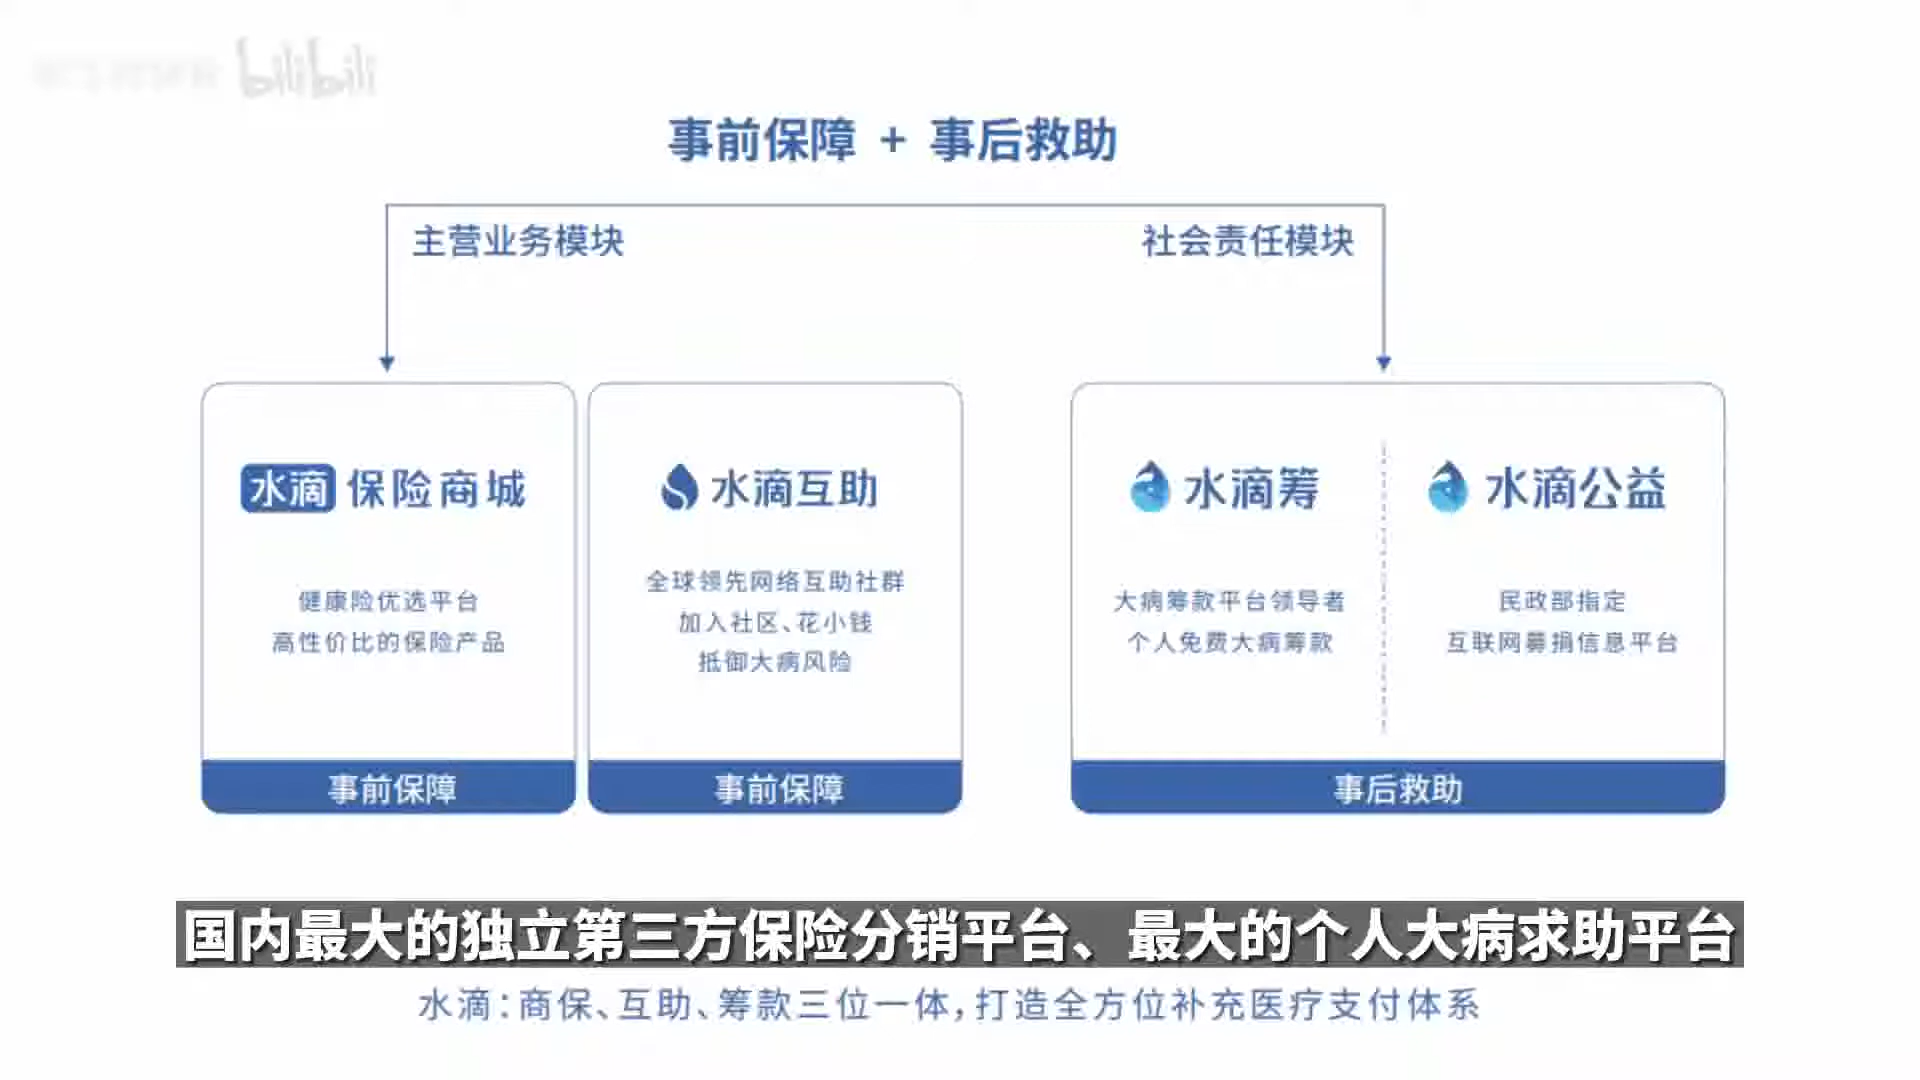 bilibili
事前保障 + 事后救助
主营业务模块
社会责任模块
水滴 保险商城
健康险优选平台
高性价比的保险产品
事前保障
水滴互助
全球领先网络互助社群
加入社区、花小钱
抵御大病风险
事前保障
水滴筹
大病筹款平台领导者
个人免费大病筹款
水滴公益
民政部指定
互联网募捐信息平台
事后救助
国内最大的独立第三方保险分销平台、最大的个人大病求助平台
水滴:商保、互助、筹款三位一体,打造全方位补充医疗支付体系